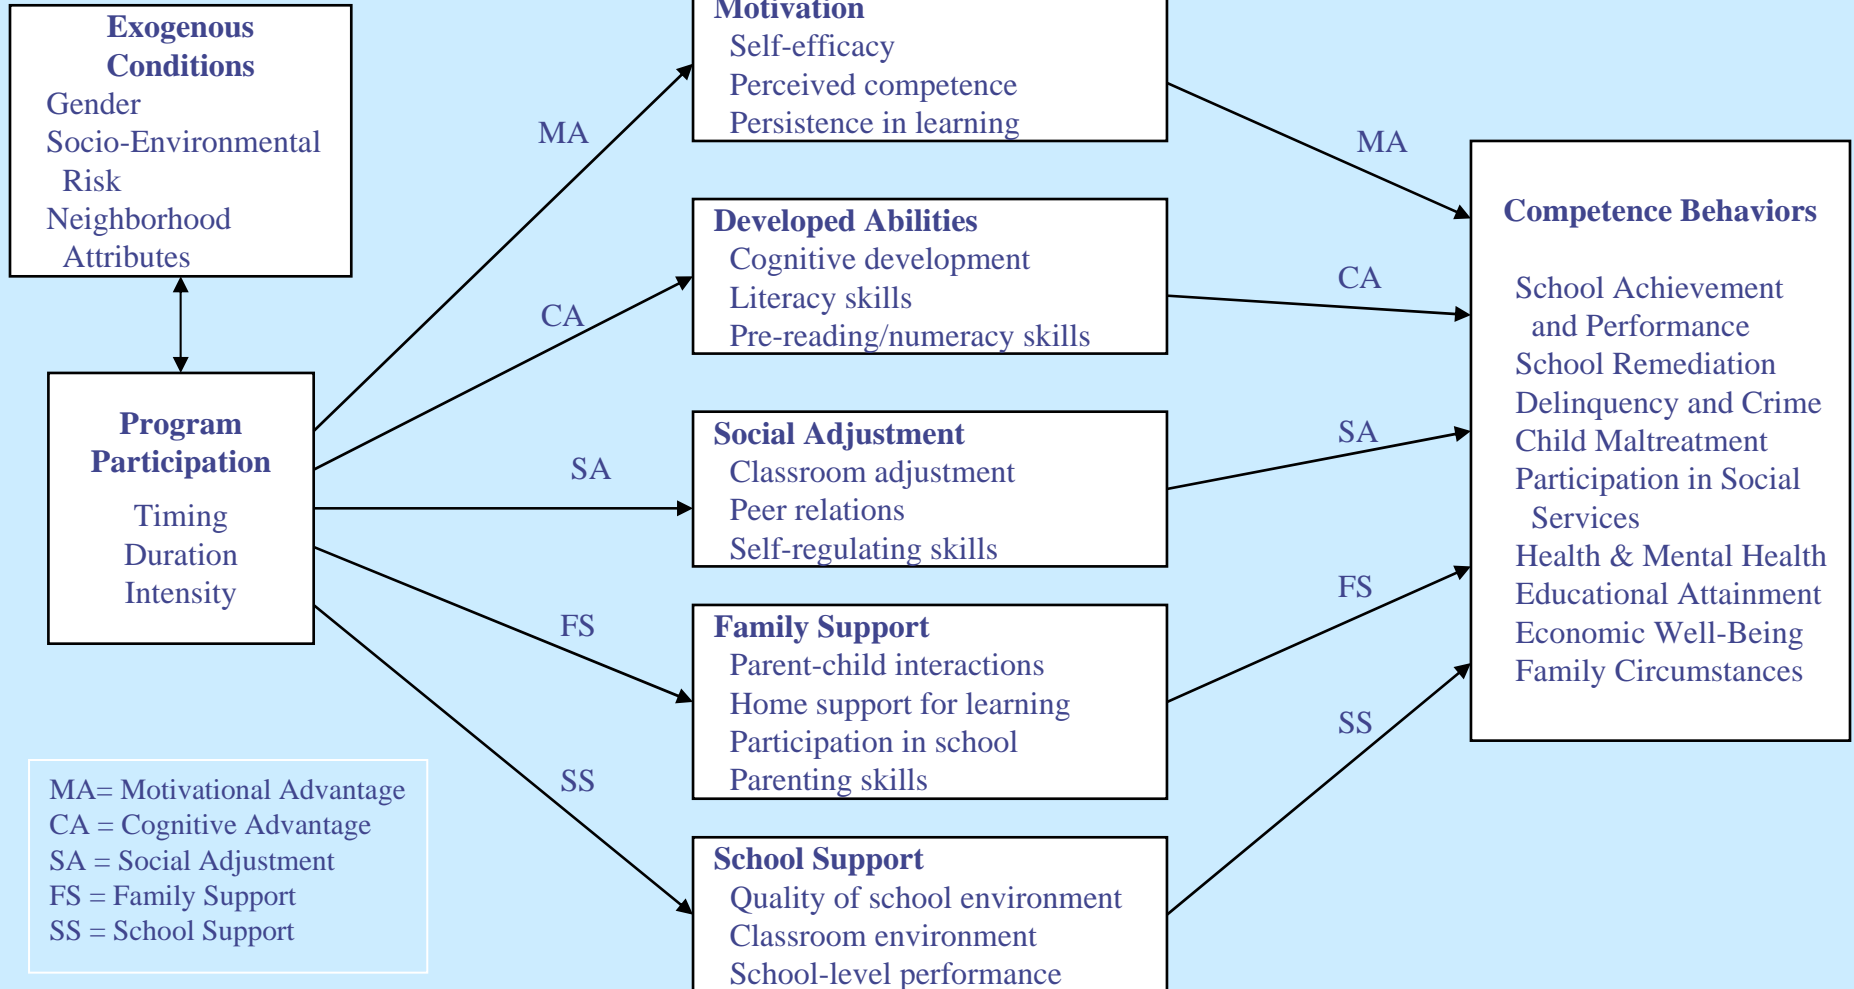 Exogenous
Conditions
Gender
Socio-Environmental
Risk
Neighborhood
Attributes
Program
Participation
Timing
Duration
Intensity
MA= Motivational Advantage
CA = Cognitive Advantage
SA = Social Adjustment
FS = Family Support
SS = School Support
MA
CA
SA
FS
SS
Motivation
Self-efficacy
Perceived competence
Persistence in learning
Developed Abilities
Cognitive development
Literacy skills
Pre-reading/numeracy skills
Social Adjustment
Classroom adjustment
Peer relations
Self-regulating skills
Family Support
Parent-child interactions
Home support for learning
Participation in school
Parenting skills
School Support
Quality of school environment
Classroom environment
School-level performance
MA
CA
SA
FS
SS
Competence Behaviors
School Achievement
and Performance
School Remediation
Delinquency and Crime
Child Maltreatment
Participation in Social
Services
Health & Mental Health
Educational Attainment
Economic Well-Being
Family Circumstances